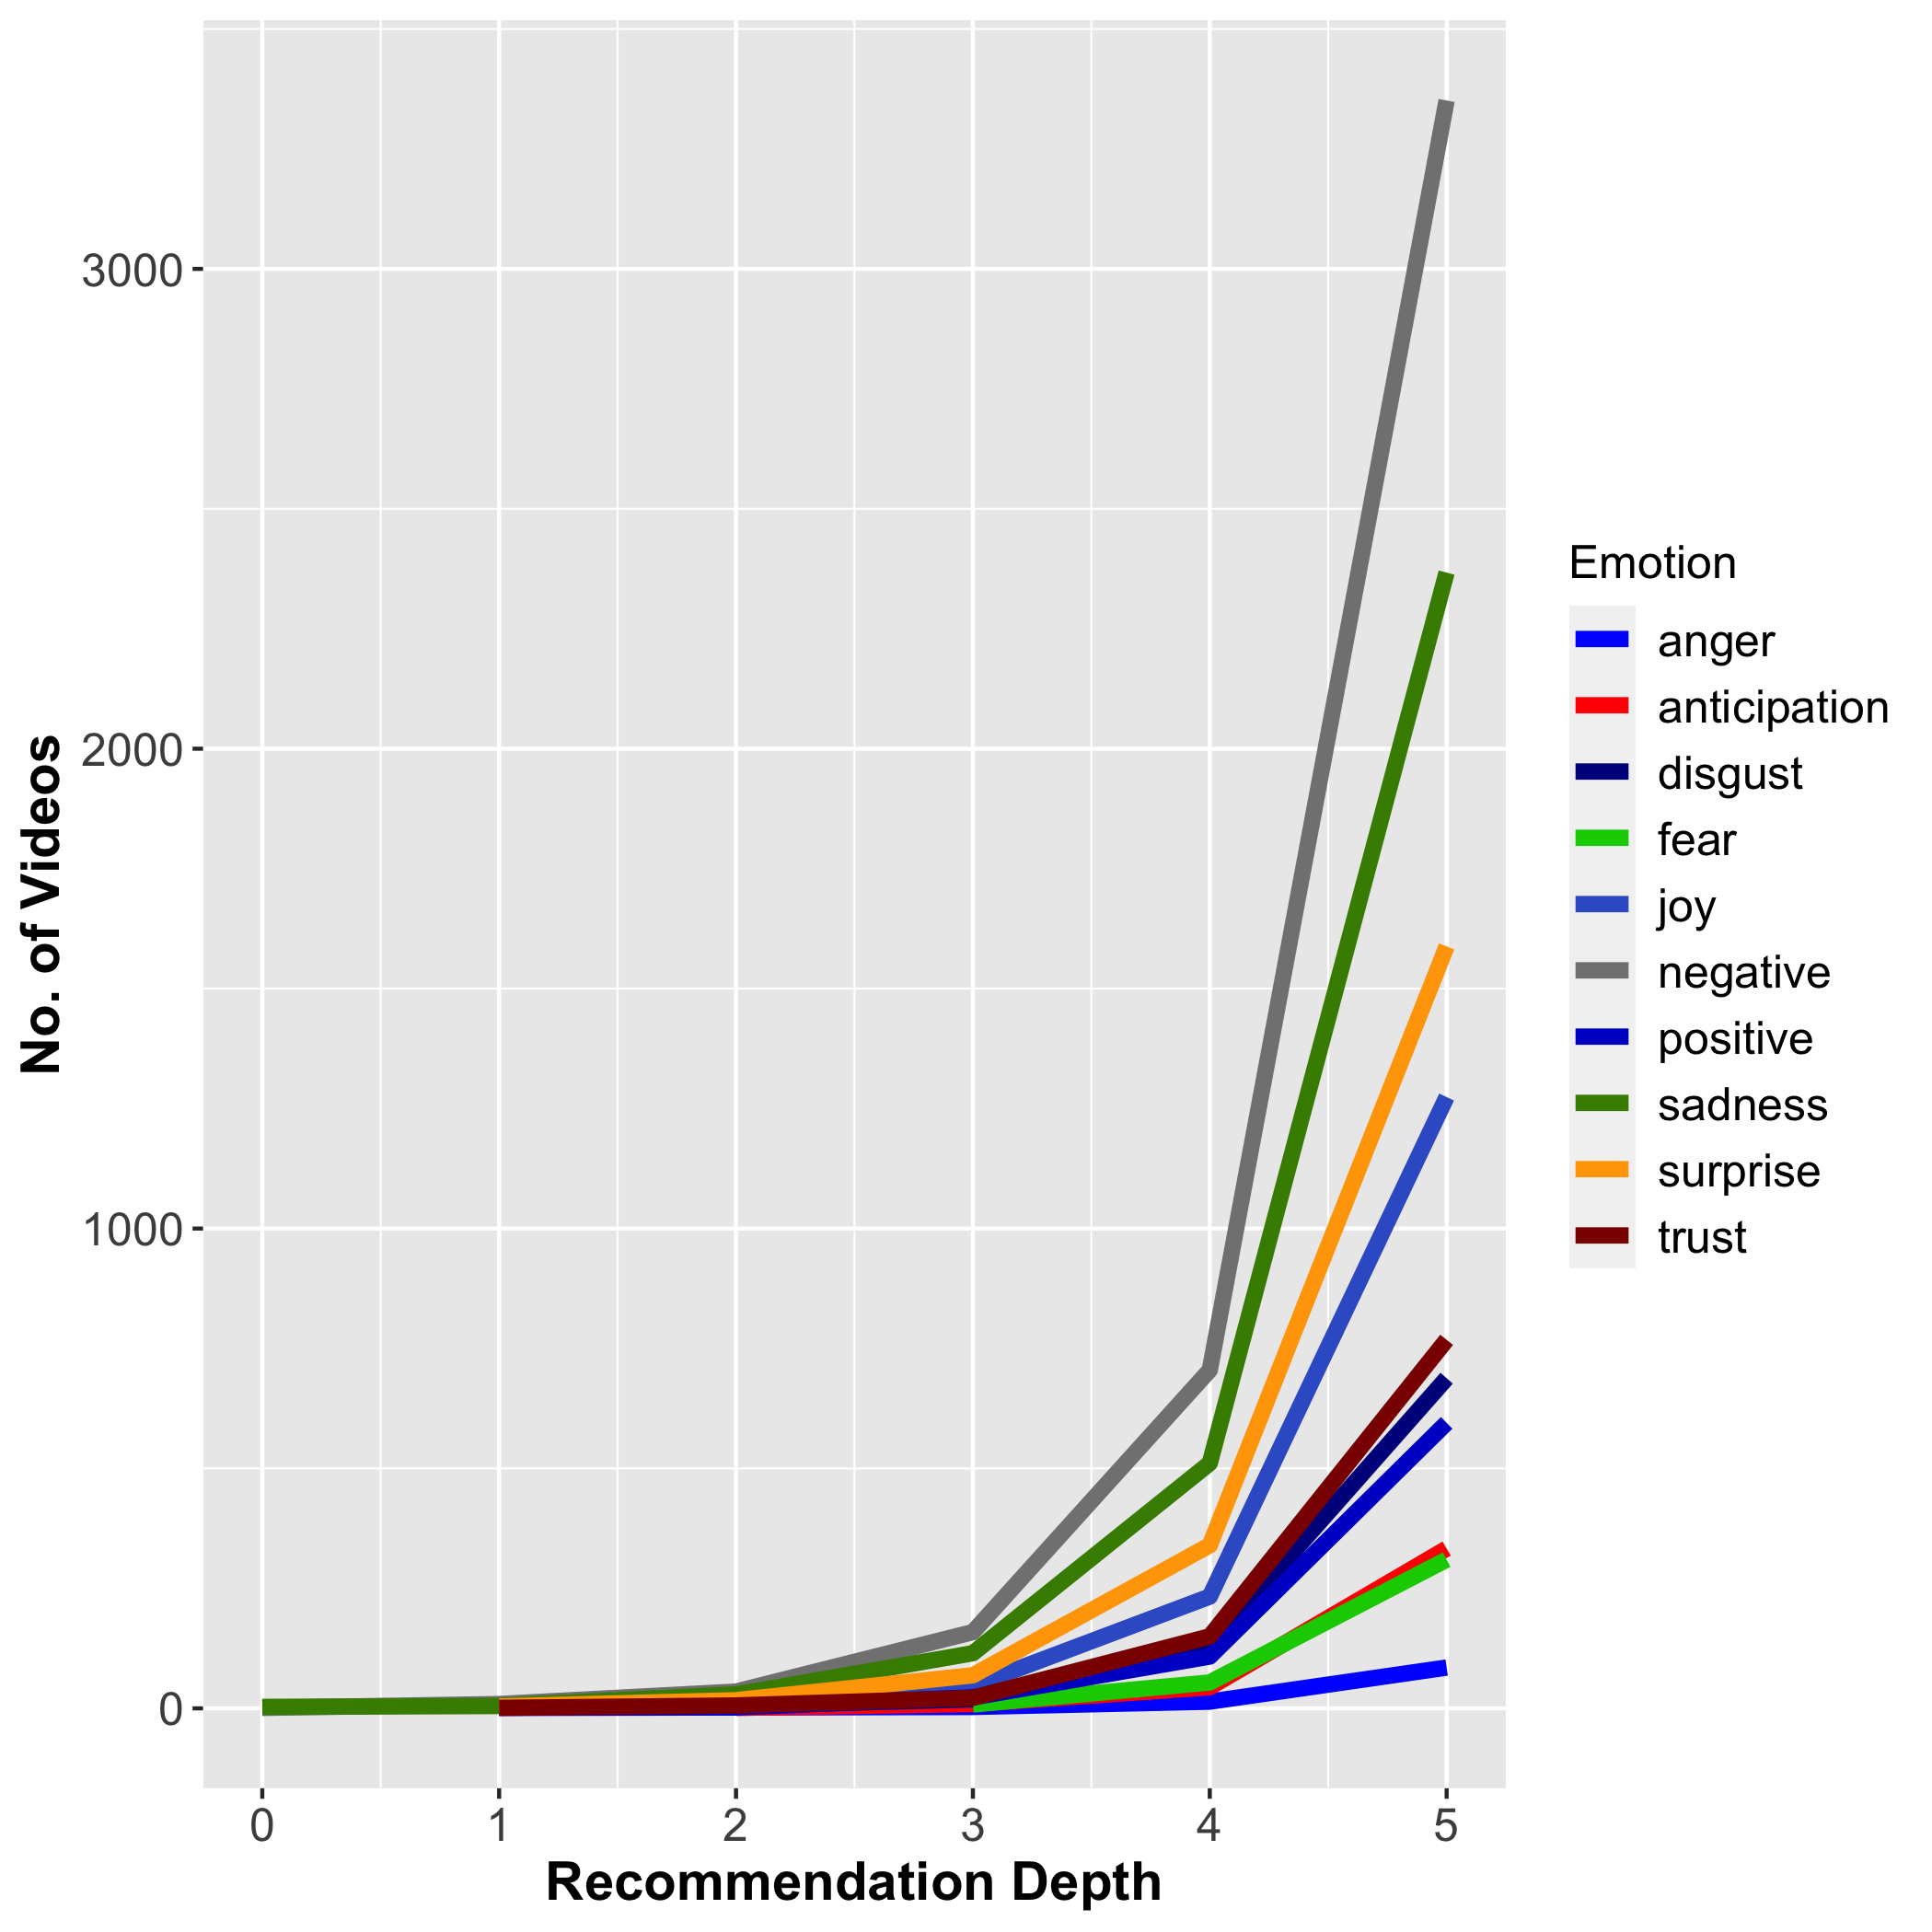 No. of Videos
3000
2000
1000
0
0 1 2 3 4 5
Recommendation Depth
Emotion
anger
anticipation
disgust
fear
joy
negative
positive
sadness
surprise
trust